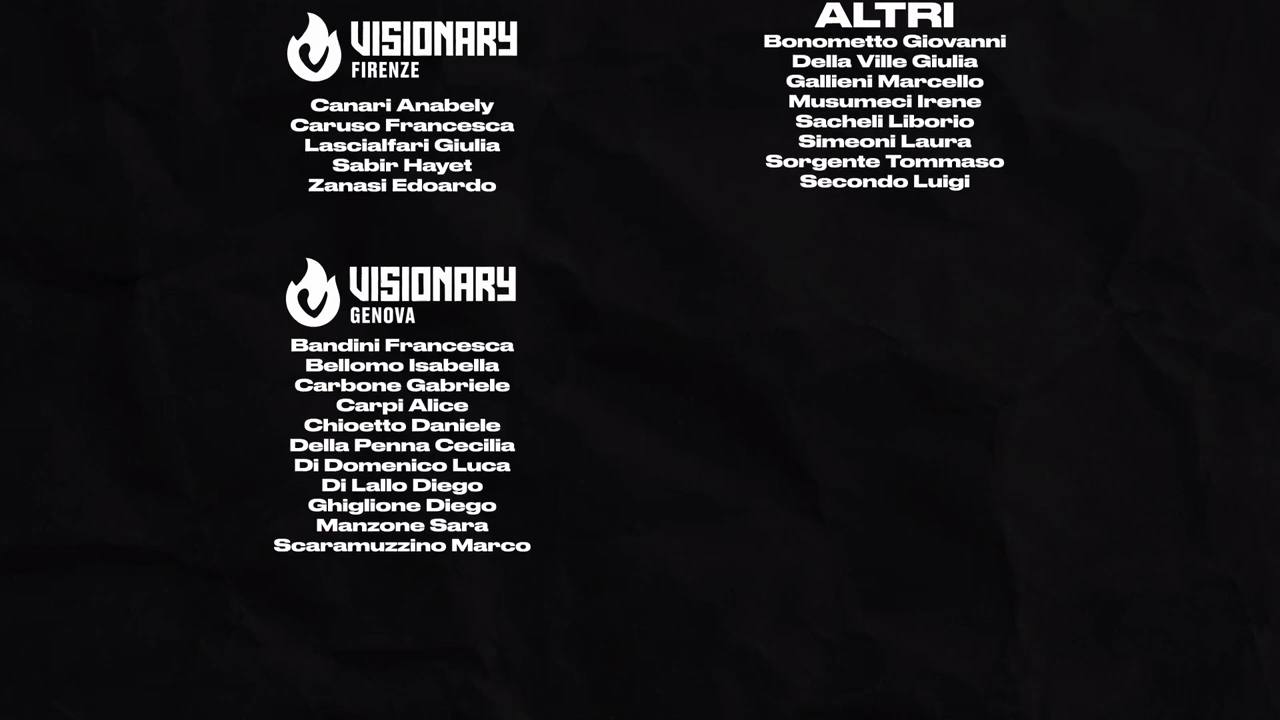 VISIONARY
FIRENZE
Canari Anabely
Caruso Francesca
Lascialfari Giulia
Sabir Hayet
Zanasi Edoardo
VISIONARY
GENOVA
Bandini Francesca
Bellomo Isabella
Carbone Gabriele
Carpi Alice
Chioetto Daniele
Della Penna Cecilia
Di Domenico Luca
Di Lallo Diego
Ghiglione Diego
Manzone Sara
Scaramuzzino Marco
ALTRI
Bonometto Giovanni
Della Ville Giulia
Gallieni Marcello
Musumeci Irene
Sacheli Liborio
Simeoni Laura
Sorgente Tommaso
Secondo Luigi